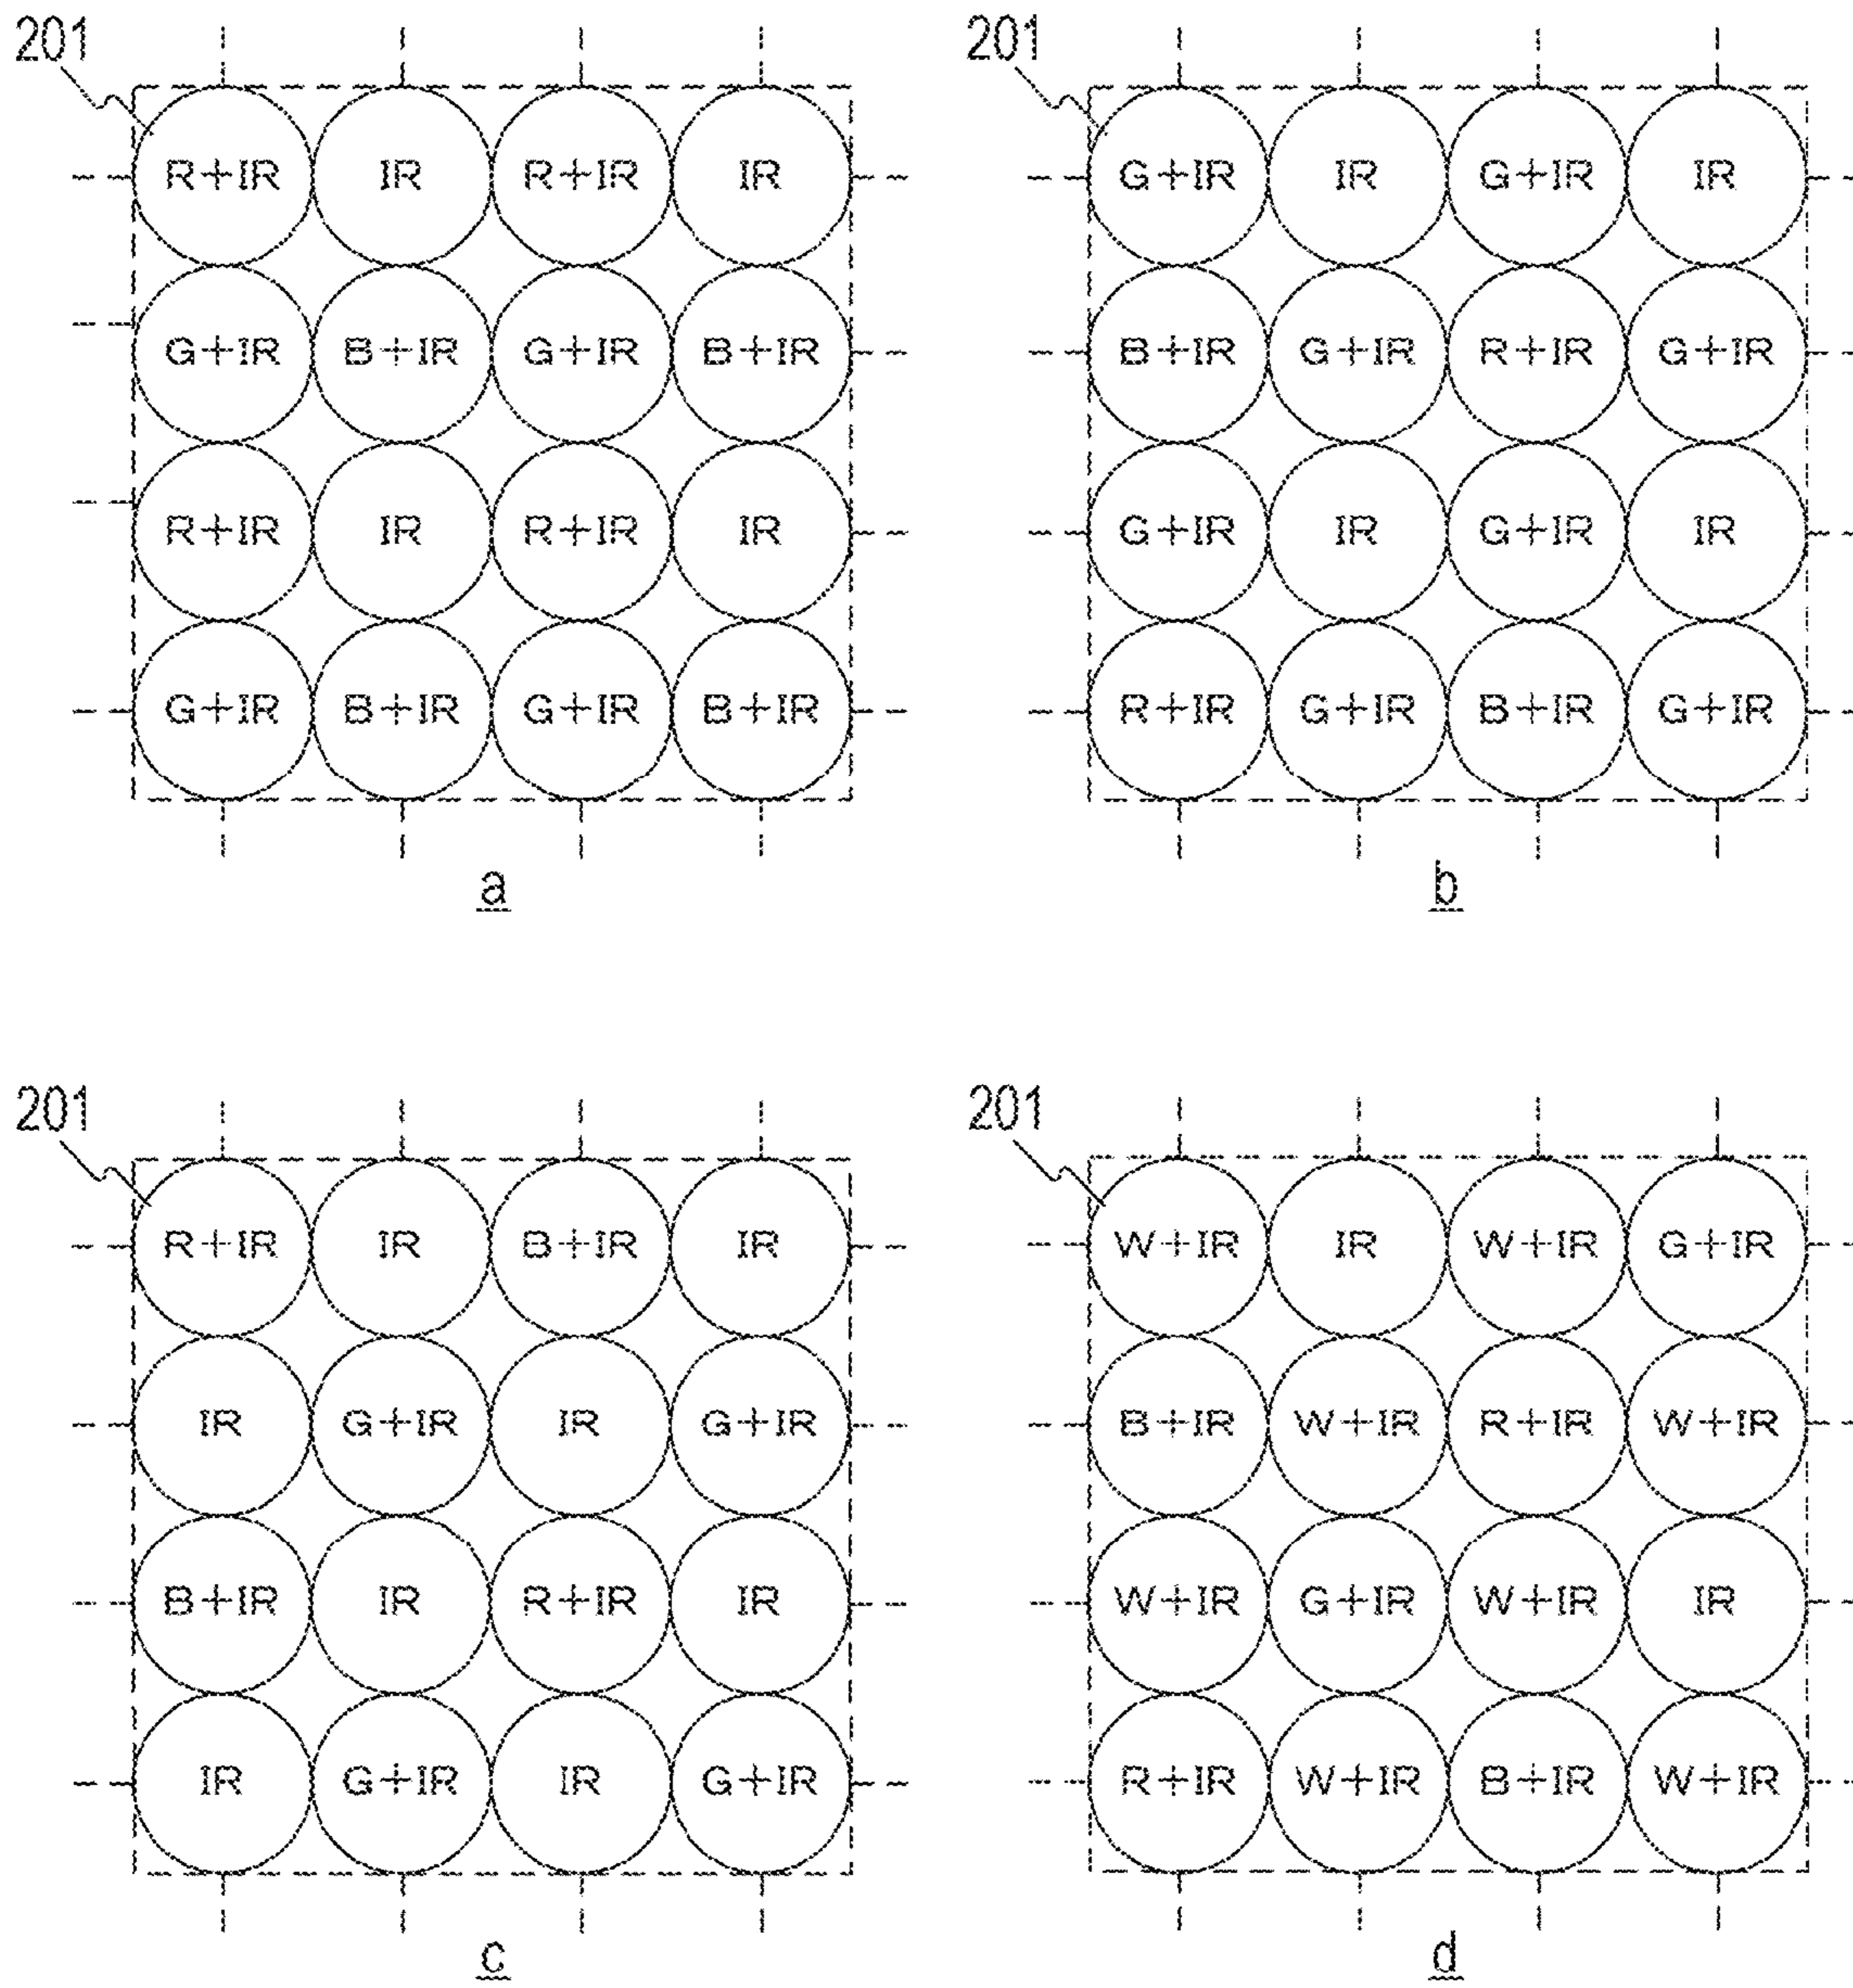 201
R+IR IR R+IR IR
G+IR B+IR G+IR B+IR
R+IR IR R+IR IR
G+IR B+IR G+IR B+IR
a
201
G+IR IR G+IR IR
B+IR G+IR R+IR G+IR
G+IR IR G+IR IR
R+IR G+IR B+IR G+IR
b
201
R+IR IR B+IR IR
IR G+IR IR G+IR
B+IR IR R+IR IR
IR G+IR IR G+IR
c
201
W+IR IR W+IR G+IR
B+IR W+IR R+IR W+IR
W+IR G+IR W+IR IR
R+IR W+IR B+IR W+IR
d